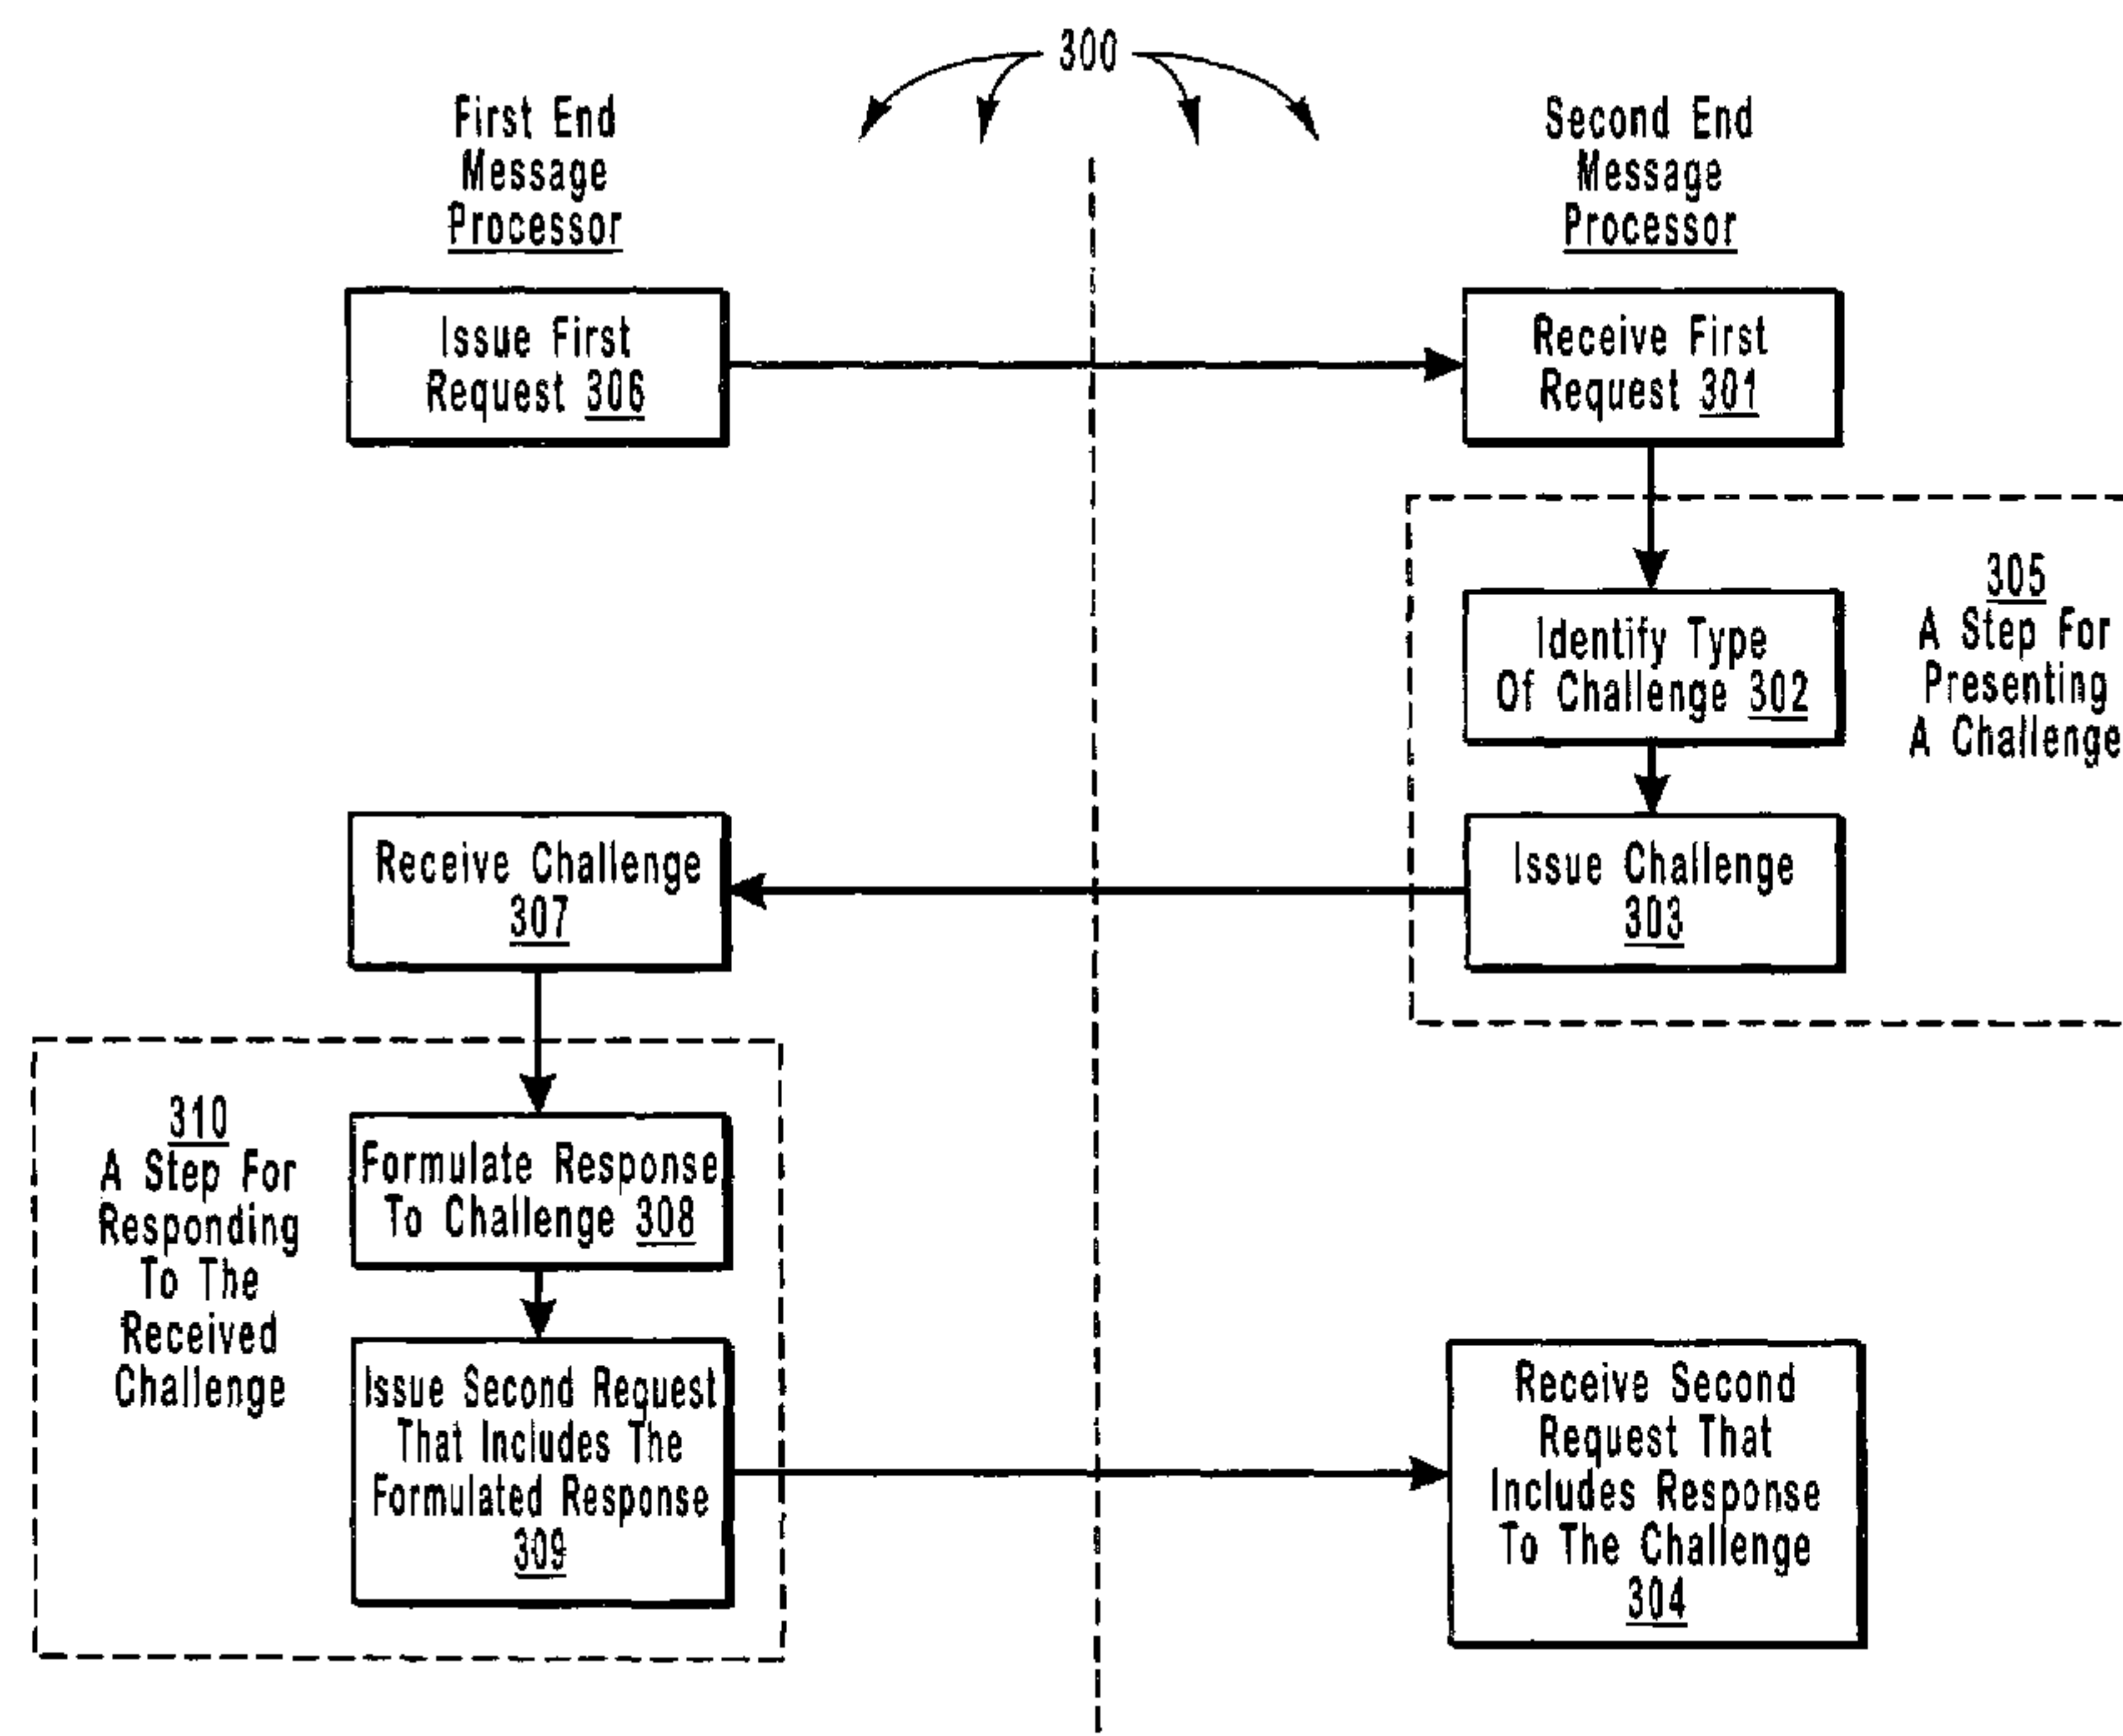 300
First End
Message
Processor
Second End
Message
Processor
Issue First
Request 306
Receive First
Request 301
305
A Step For
Presenting
A Challenge
Identify Type
Of Challenge 302
Receive Challenge
307
Issue Challenge
303
310
A Step For
Responding
To The
Received
Challenge
Formulate Response
To Challenge 308
Issue Second Request
That Includes The
Formulated Response
309
Receive Second
Request That
Includes Response
To The Challenge
304